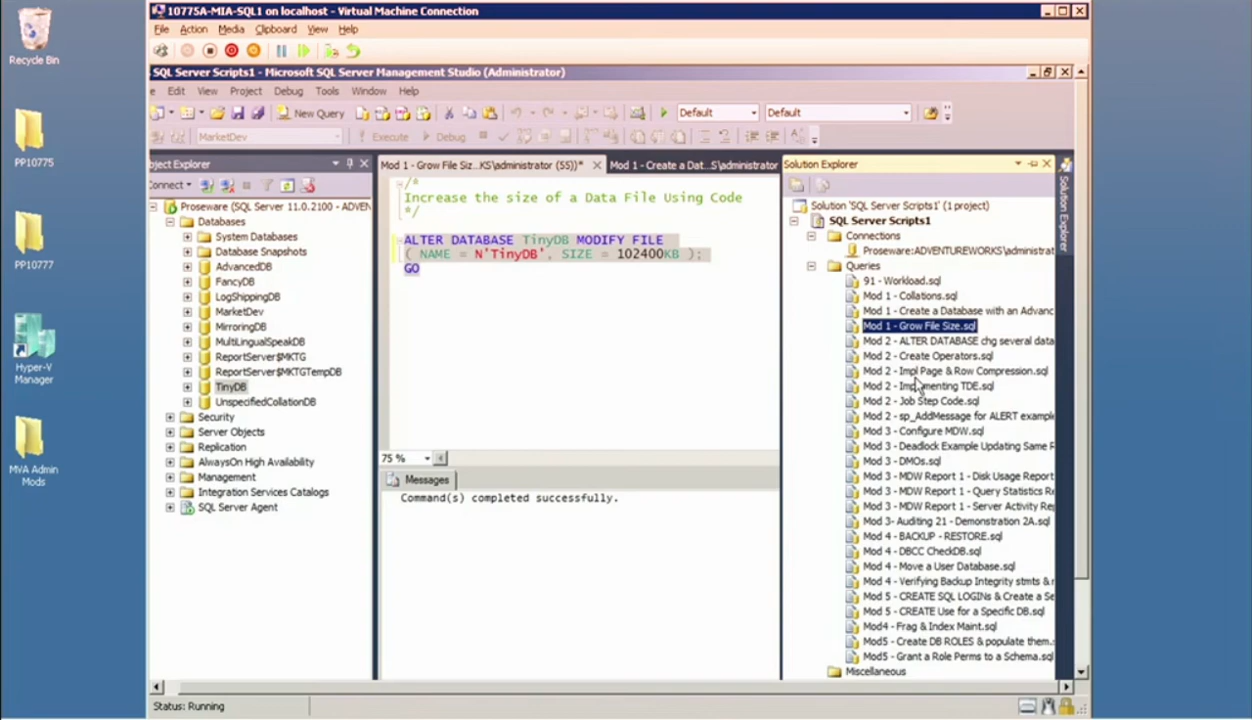 Recycle Bin
PP10775
PP10777
Hyper-V
Manager
MVA Admin
Mods
10775A-MIA-SQL1 on localhost - Virtual Machine Connection
File Action Media Clipboard View Help
SQL Server Scripts1 - Microsoft SQL Server Management Studio (Administrator)
e Edit View Project Debug Tools Window Help
New Query Default Default
MarketDev Execute Debug
bject Explorer
onnect
Proseware (SQL Server 11.0.2100 - ADVEN
Databases
System Databases
Database Snapshots
AdvancedDB
FancyDB
LogShippingDB
MarketDev
MirroringDB
MultiLingualSpeakDB
ReportServer$MKTG
ReportServer$MKTGTempDB
TinyDB
UnspecifiedCollationDB
Security
Server Objects
Replication
AlwaysOn High Availability
Management
Integration Services Catalogs
SQL Server Agent
Mod 1 - Grow File Siz...KS\administrator (55))* Mod 1 - Create a Dat...S\administrator
/*
Increase the size of a Data File Using Code
*/
ALTER DATABASE TinyDB MODIFY FILE
( NAME = N'TinyDB', SIZE = 102400KB );
GO
75 %
Messages
Command(s) completed successfully.
Solution Explorer
Solution 'SQL Server Scripts1' (1 project)
SQL Server Scripts1
Connections
Proseware:ADVENTUREWORKS\administrat
Queries
91 - Workload.sql
Mod 1 - Collations.sql
Mod 1 - Create a Database with an Advanc
Mod 1 - Grow File Size.sql
Mod 2 - ALTER DATABASE chg several data
Mod 2 - Create Operators.sql
Mod 2 - Impl Page & Row Compression.sql
Mod 2 - Implementing TDE.sql
Mod 2 - Job Step Code.sql
Mod 2 - sp_AddMessage for ALERT example
Mod 3 - Configure MDW.sql
Mod 3 - Deadlock Example Updating Same R
Mod 3 - DMOs.sql
Mod 3 - MDW Report 1 - Disk Usage Report
Mod 3 - MDW Report 1 - Query Statistics Re
Mod 3 - MDW Report 1 - Server Activity Rep
Mod 3- Auditing 21 - Demonstration 2A.sql
Mod 4 - BACKUP - RESTORE.sql
Mod 4 - DBCC CheckDB.sql
Mod 4 - Move a User Database.sql
Mod 4 - Verifying Backup Integrity stmts &
Mod 5 - CREATE SQL LOGINs & Create a Se
Mod 5 - CREATE Use for a Specific DB.sql
Mod4 - Frag & Index Maint.sql
Mod5 - Create DB ROLES & populate them.
Mod5 - Grant a Role Perms to a Schema.sql
Miscellaneous
Solution Explorer
Status: Running